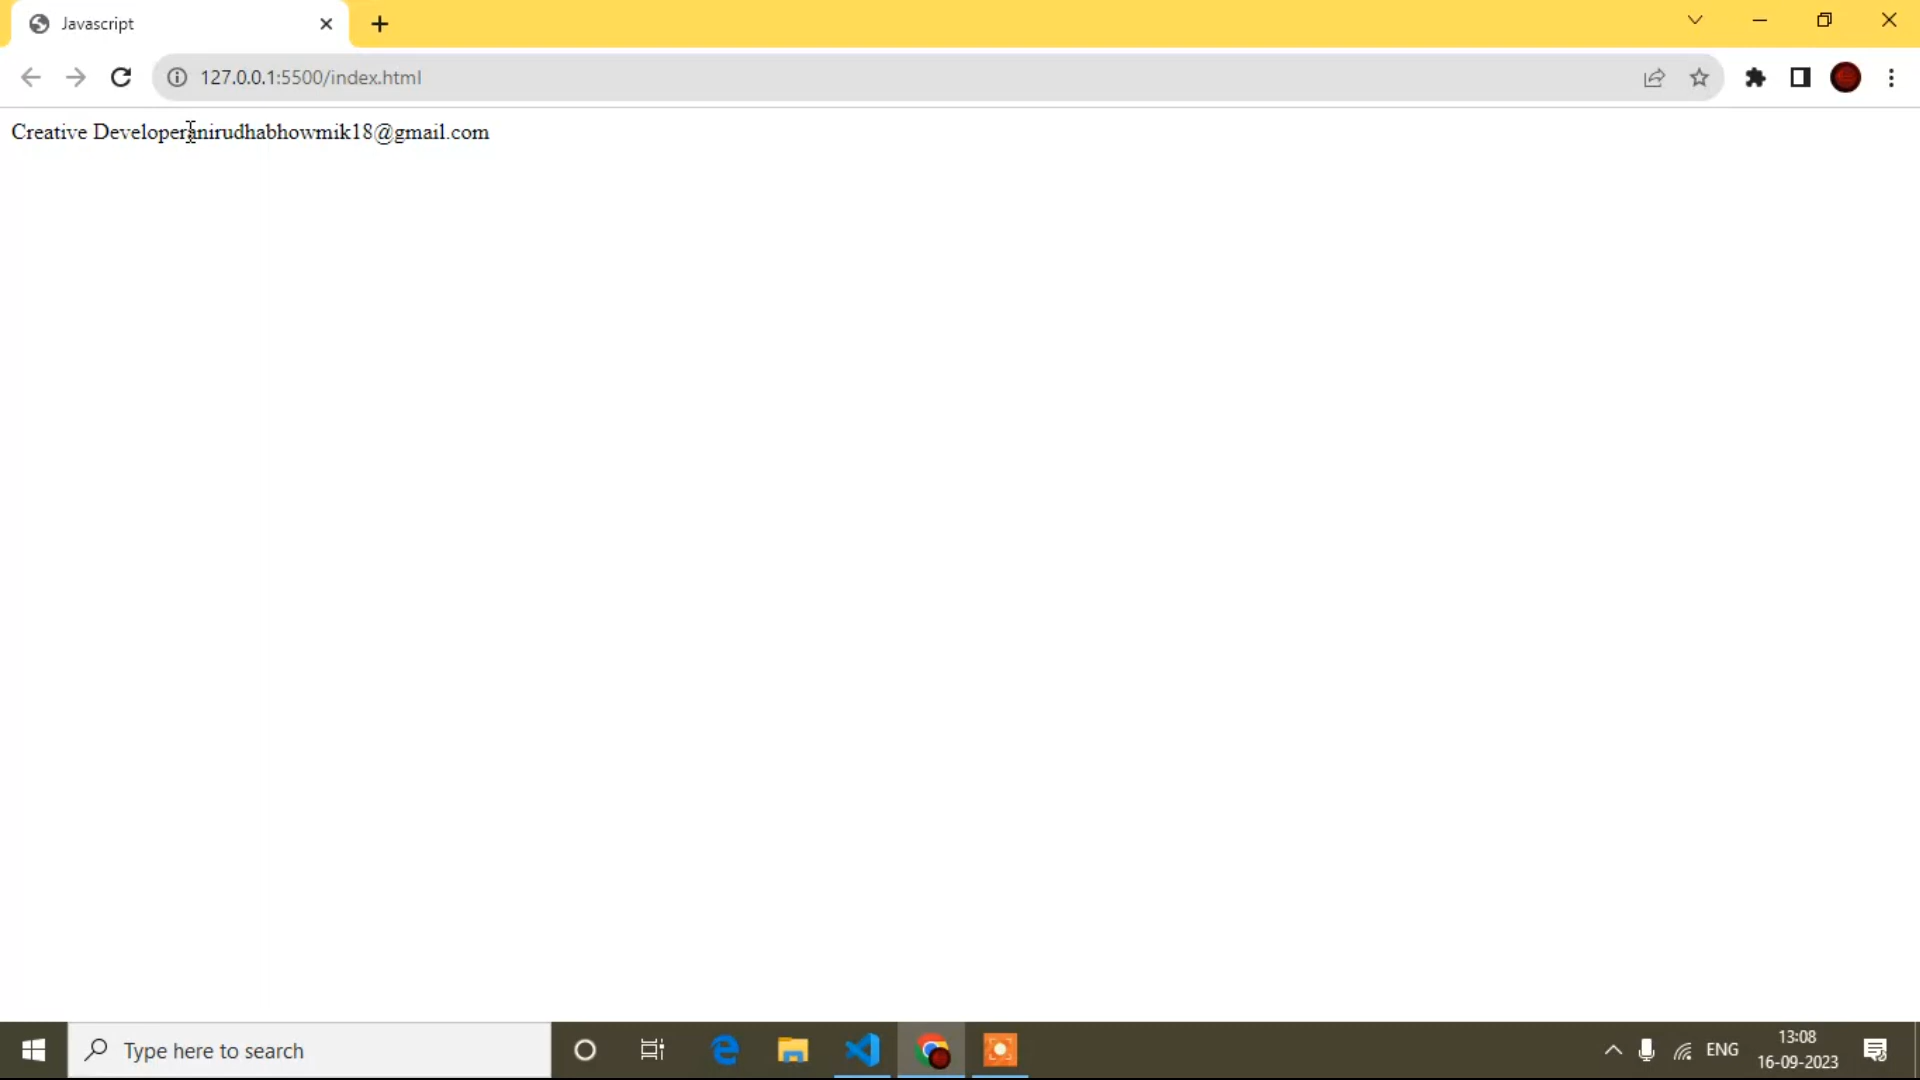 Javascript
127.0.0.1:5500/index.html
Creative Developeranirudhabhowmik18@gmail.com
Type here to search
ENG
13:08
16-09-2023